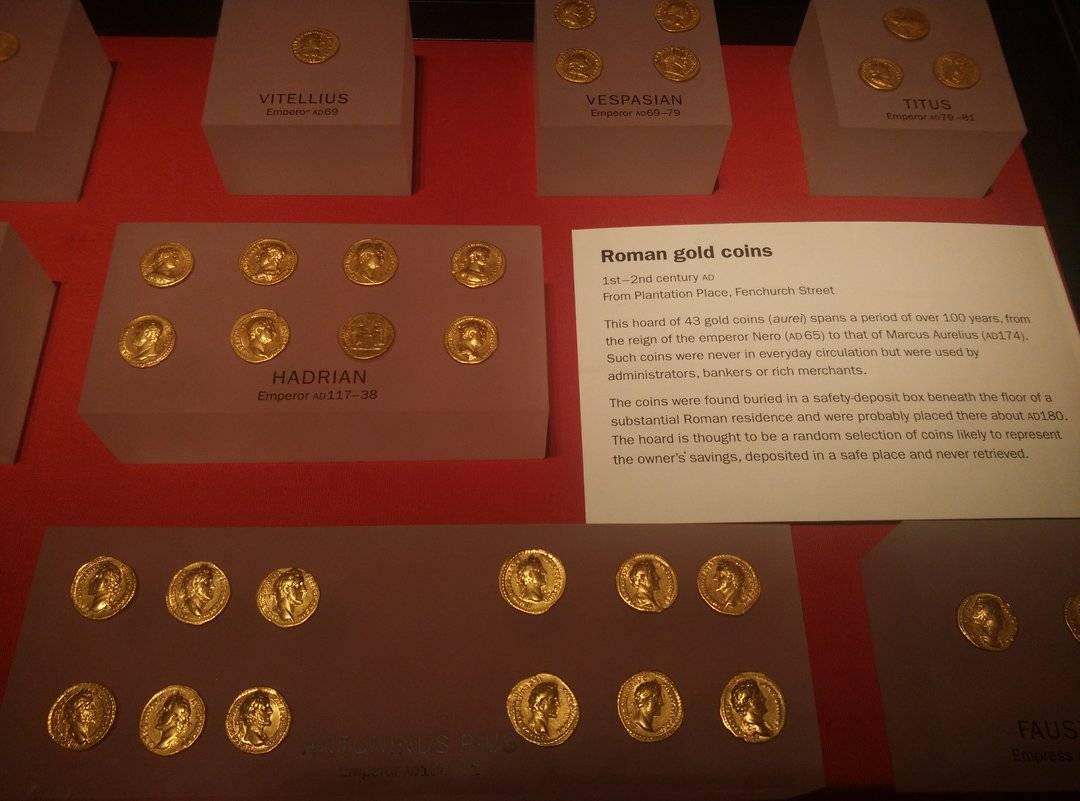 VITELLIUS
Emperor AD69
VESPASIAN
Emperor AD69–79
TITUS
Emperor AD79–81
HADRIAN
Emperor AD117–38
Roman gold coins
1st–2nd century AD
From Plantation Place, Fenchurch Street
This hoard of 43 gold coins (aurei) spans a period of over 100 years, from
the reign of the emperor Nero (AD65) to that of Marcus Aurelius (AD174).
Such coins were never in everyday circulation but were used by
administrators, bankers or rich merchants.
The coins were found buried in a safety-deposit box beneath the floor of a
substantial Roman residence and were probably placed there about AD180.
The hoard is thought to be a random selection of coins likely to represent
the owner's savings, deposited in a safe place and never retrieved.
ANTONINUS PIUS
Emperor
FAUS
Empress